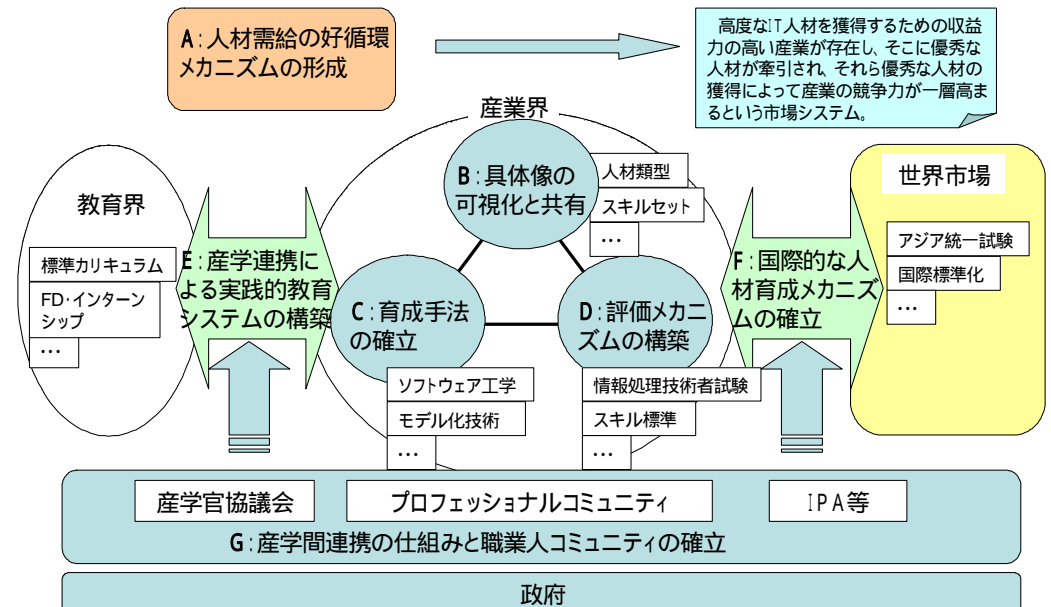 A:人材需給の好循環
メカニズムの形成
高度なIT人材を獲得するための収益
力の高い産業が存在し、そこに優秀な
人材が牽引され、それら優秀な人材の
獲得によって産業の競争力が一層高ま
るという市場システム。
産業界
B:具体像の
可視化と共有
人材類型
スキルセット
…
教育界
標準カリキュラム
FD・インターン
シップ
…
E:産学連携に
よる実践的教育
システムの構築
C:育成手法
の確立
ソフトウェア工学
モデル化技術
…
D:評価メカニ
ズムの構築
情報処理技術者試験
スキル標準
…
F:国際的な人
材育成メカニズ
ムの確立
世界市場
アジア統一試験
国際標準化
…
産学官協議会
プロフェッショナルコミュニティ
IPA等
G:産学間連携の仕組みと職業人コミュニティの確立
政府